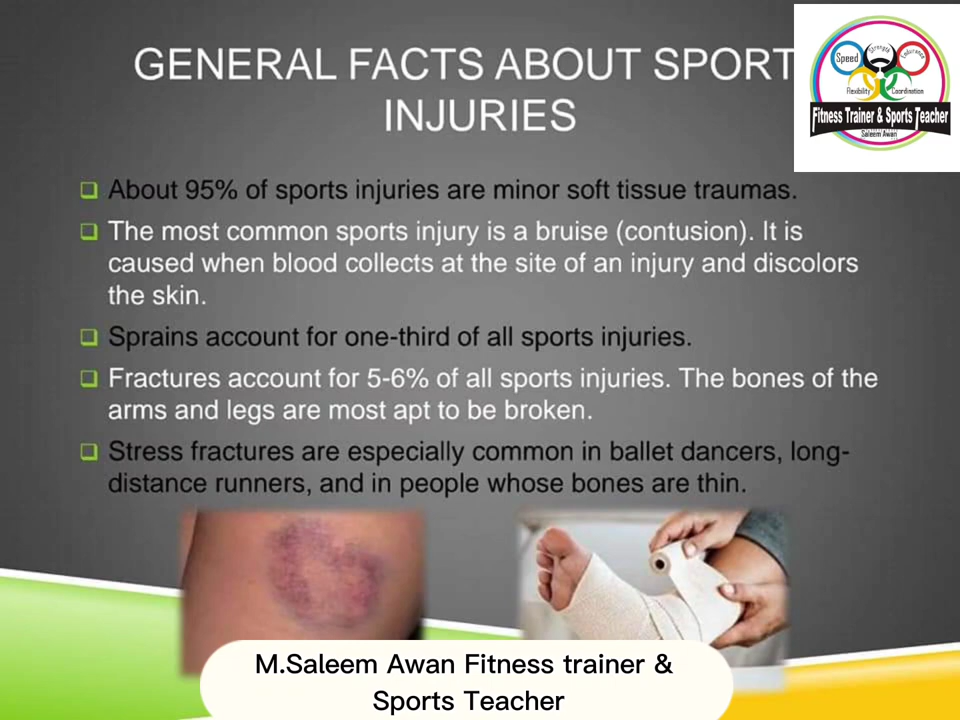 GENERAL FACTS ABOUT SPORT
INJURIES
Speed
Strength
Endurance
Flexibility
Coordination
Fitness Trainer & Sports Teacher
Saleem Awan
About 95% of sports injuries are minor soft tissue traumas.
The most common sports injury is a bruise (contusion). It is
caused when blood collects at the site of an injury and discolors
the skin.
Sprains account for one-third of all sports injuries.
Fractures account for 5-6% of all sports injuries. The bones of the
arms and legs are most apt to be broken.
Stress fractures are especially common in ballet dancers, long-
distance runners, and in people whose bones are thin.
M.Saleem Awan Fitness trainer &
Sports Teacher